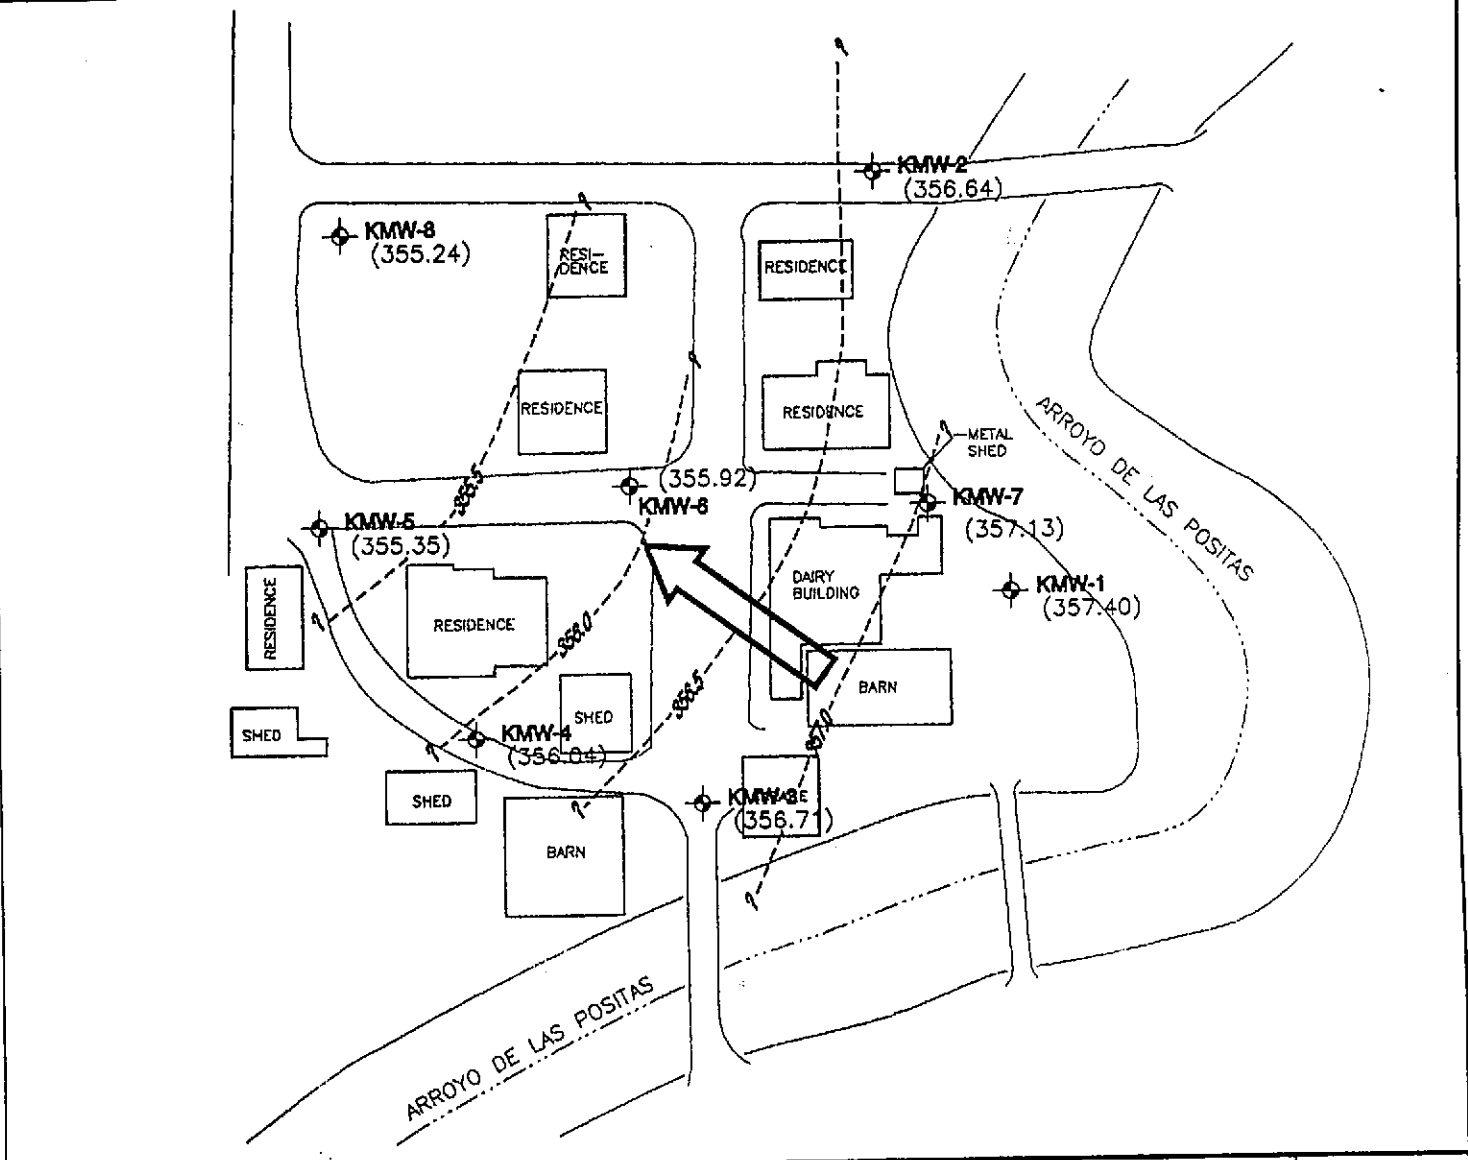 KMW-2
(356.64)
KMW-8
(355.24)
RESI-
DENCE
RESIDENCE
RESIDENCE
RESIDENCE
METAL
SHED
ARROYO DE LAS POSITAS
355.5
(355.92)
KMW-6
KMW-7
(357.13)
KMW-5
(355.35)
DAIRY
BUILDING
KMW-1
(357.40)
RESIDENCE
RESIDENCE
356.0
356.5
BARN
SHED
357.0
SHED
KMW-4
(356.04)
SHED
KMW-3
(356.71)
BARN
ARROYO DE LAS POSITAS
?
?
?
?
?
?
?
?